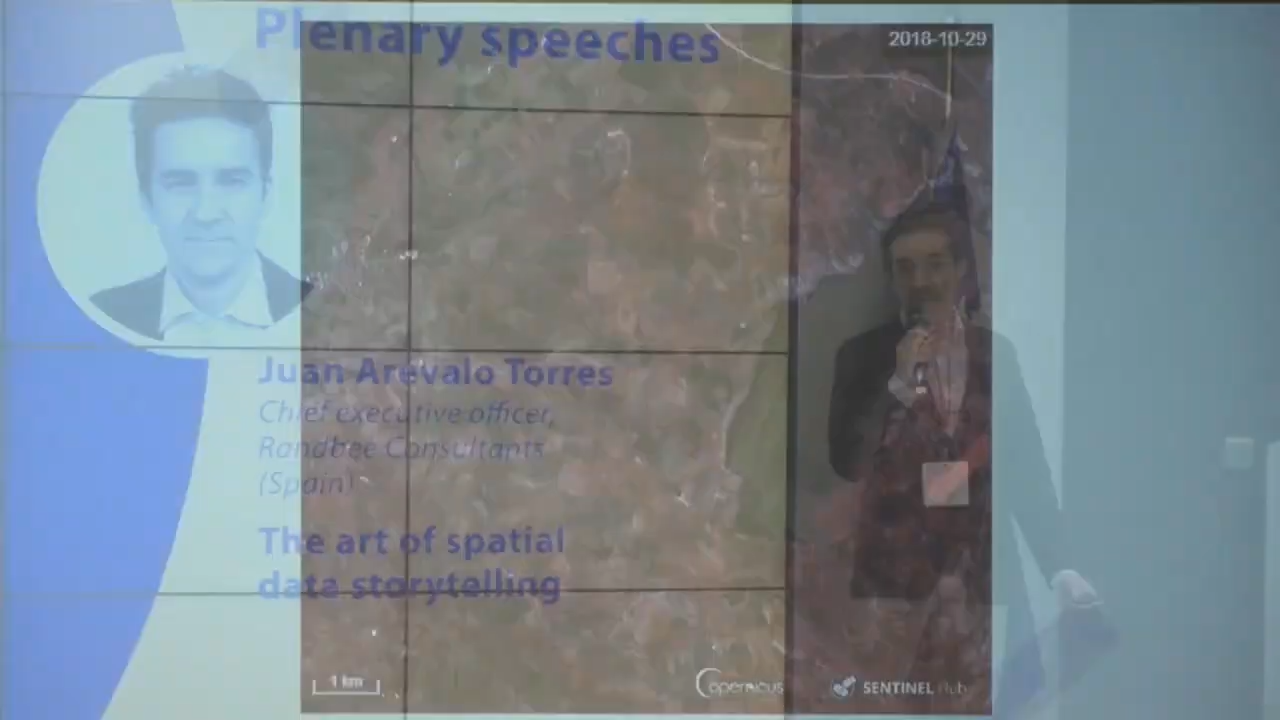 Plenary speeches
2018-10-29
Juan Arevalo Torres
Chief executive officer,
Randbee Consultants
(Spain)
The art of spatial
data storytelling
1 km
opernicus
SENTINEL Hub